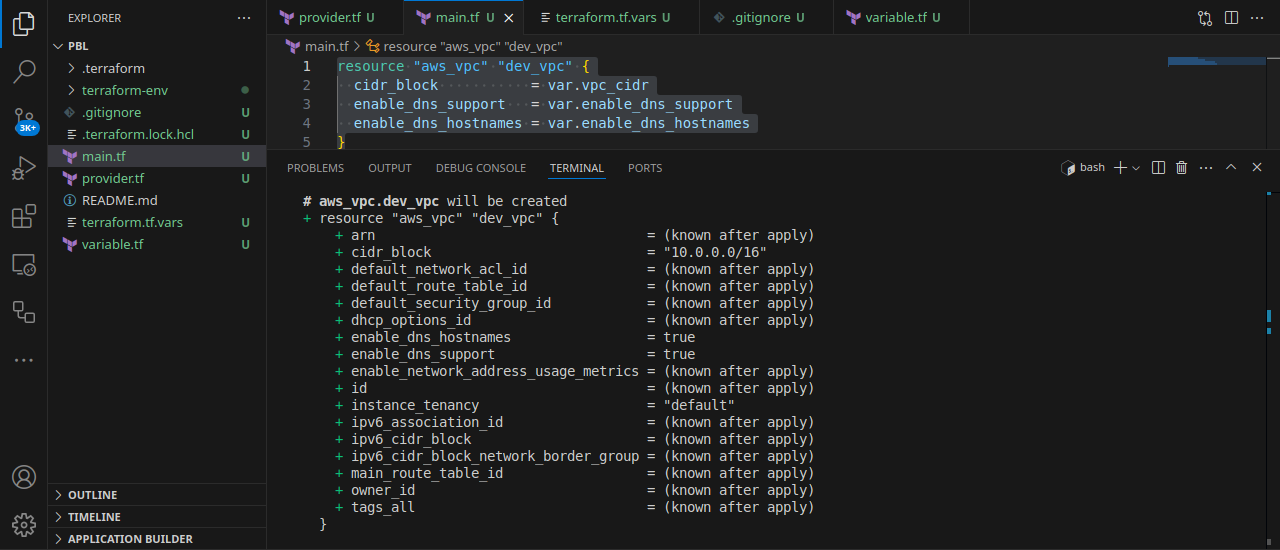 EXPLORER
PBL
.terraform
terraform-env
.gitignore U
.terraform.lock.hcl U
main.tf U
provider.tf U
README.md
terraform.tf.vars U
variable.tf U
OUTLINE
TIMELINE
APPLICATION BUILDER
3K+
provider.tf U main.tf U terraform.tf.vars U .gitignore U variable.tf U
main.tf > resource "aws_vpc" "dev_vpc"
1 resource "aws_vpc" "dev_vpc" {
2 cidr_block = var.vpc_cidr
3 enable_dns_support = var.enable_dns_support
4 enable_dns_hostnames = var.enable_dns_hostnames
5 }
PROBLEMS OUTPUT DEBUG CONSOLE TERMINAL PORTS bash
# aws_vpc.dev_vpc will be created
+ resource "aws_vpc" "dev_vpc" {
+ arn = (known after apply)
+ cidr_block = "10.0.0.0/16"
+ default_network_acl_id = (known after apply)
+ default_route_table_id = (known after apply)
+ default_security_group_id = (known after apply)
+ dhcp_options_id = (known after apply)
+ enable_dns_hostnames = true
+ enable_dns_support = true
+ enable_network_address_usage_metrics = (known after apply)
+ id = (known after apply)
+ instance_tenancy = "default"
+ ipv6_association_id = (known after apply)
+ ipv6_cidr_block = (known after apply)
+ ipv6_cidr_block_network_border_group = (known after apply)
+ main_route_table_id = (known after apply)
+ owner_id = (known after apply)
+ tags_all = (known after apply)
}